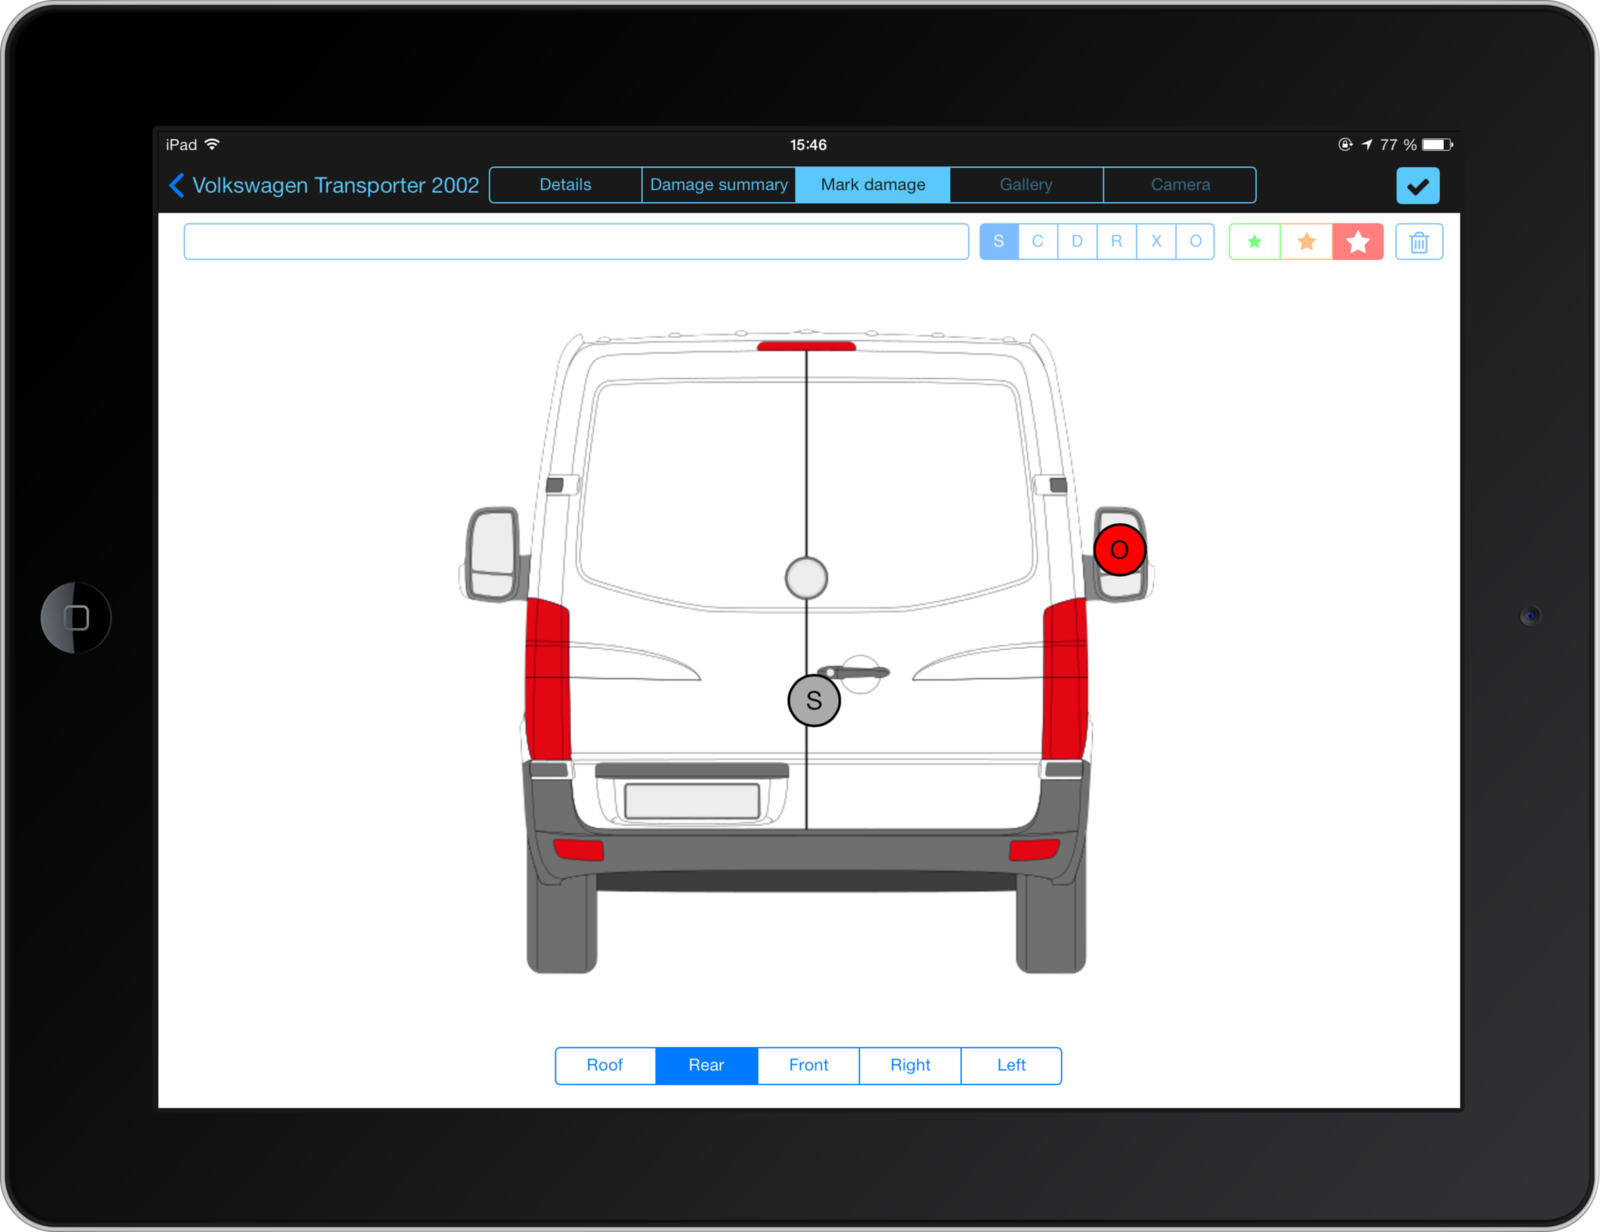 iPad 15:46 77 %
Volkswagen Transporter 2002 Details Damage summary Mark damage Gallery Camera
S C D R X O
O
S
Roof Rear Front Right Left